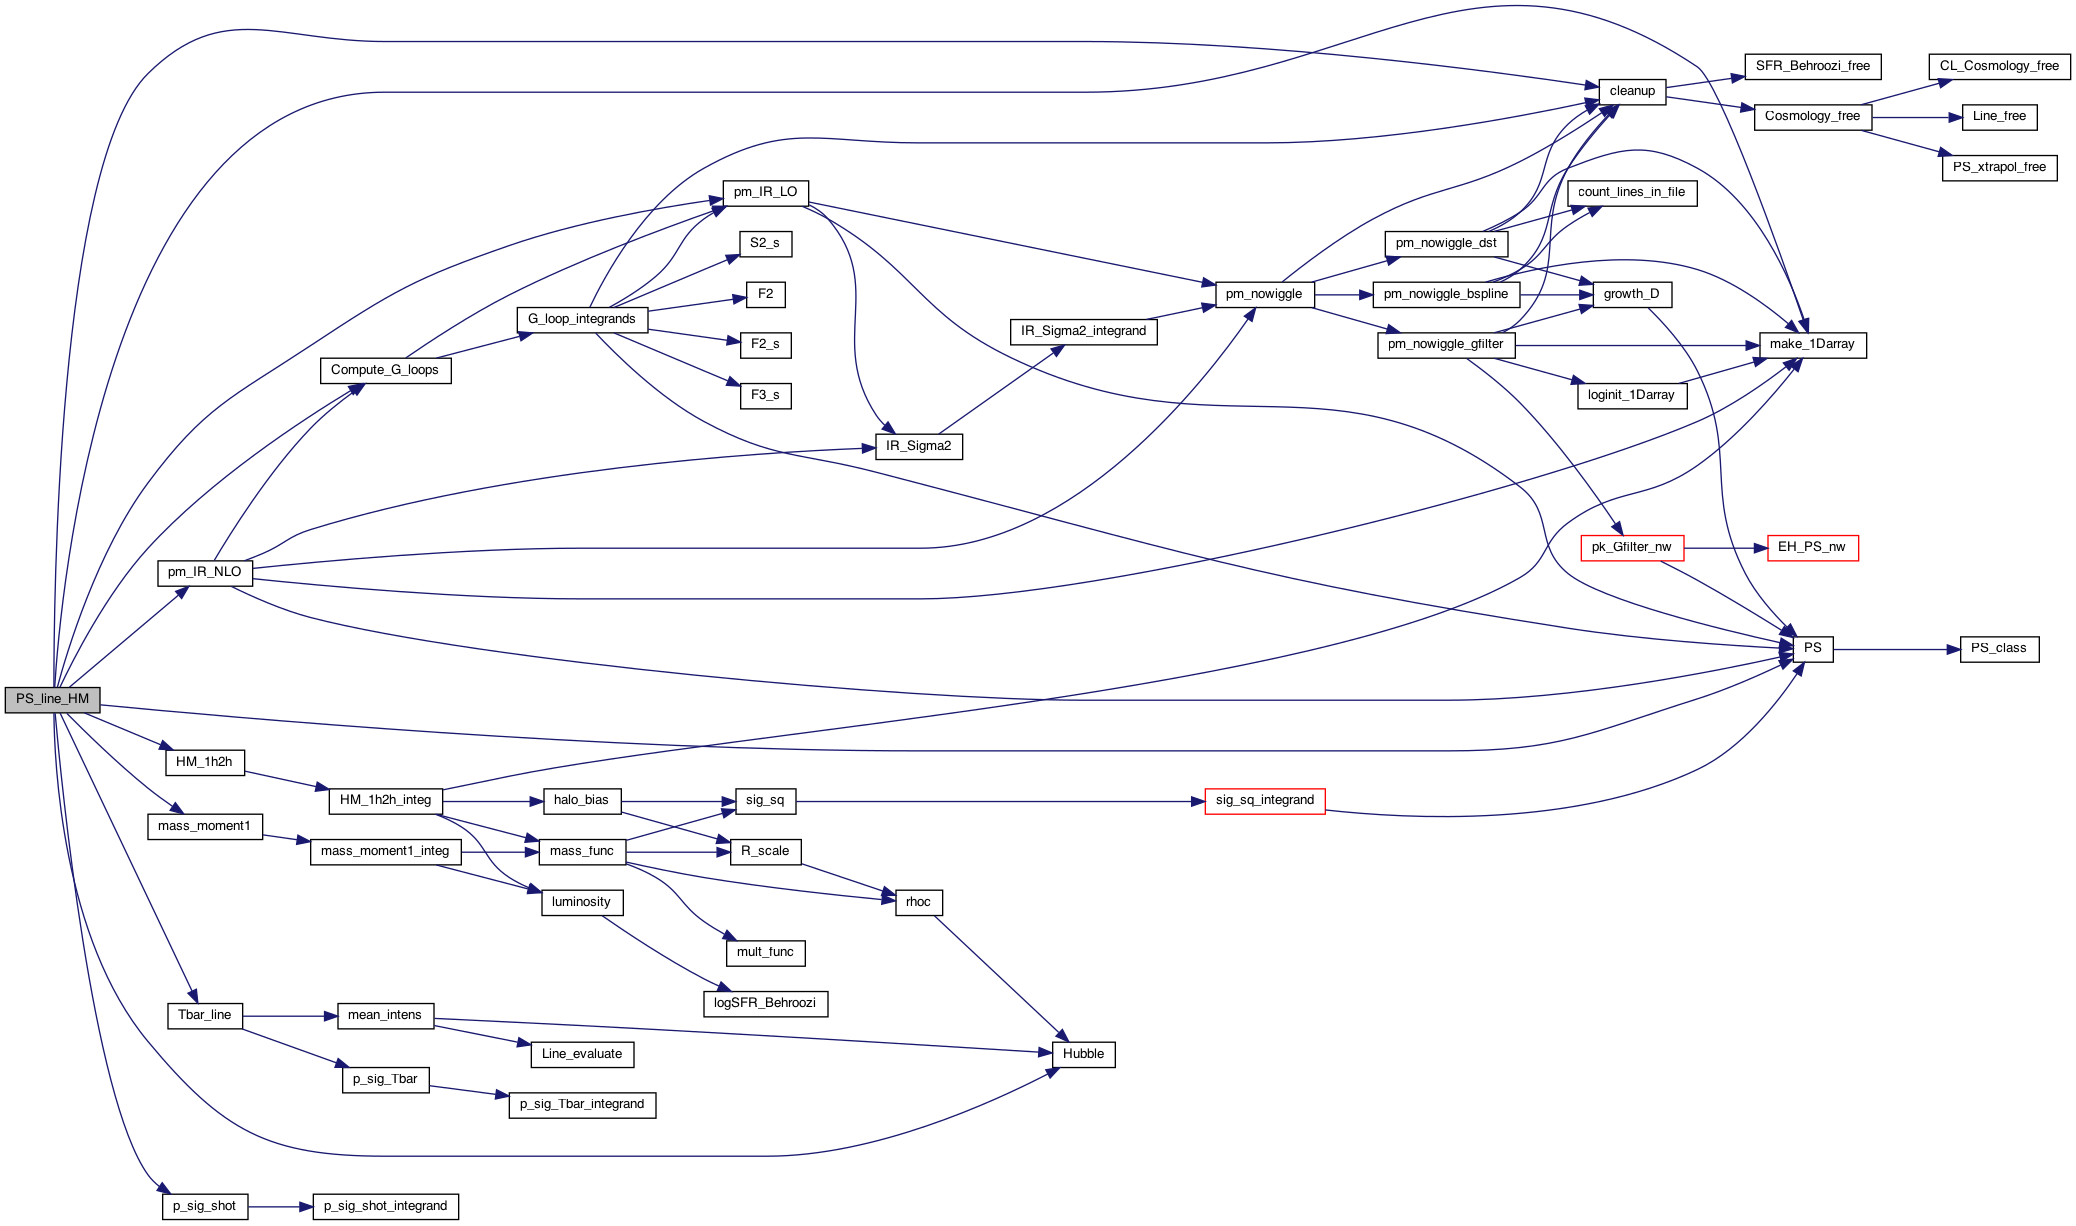 SFR_Behroozi_free
CL_Cosmology_free
cleanup
Cosmology_free
Line_free
PS_xtrapol_free
pm_IR_LO
count_lines_in_file
S2_s
pm_nowiggle_dst
F2
pm_nowiggle
pm_nowiggle_bspline
growth_D
G_loop_integrands
IR_Sigma2_integrand
F2_s
pm_nowiggle_gfilter
make_1Darray
Compute_G_loops
F3_s
loginit_1Darray
IR_Sigma2
pk_Gfilter_nw
EH_PS_nw
pm_IR_NLO
PS
PS_class
PS_line_HM
HM_1h2h
HM_1h2h_integ
halo_bias
sig_sq
sig_sq_integrand
mass_moment1
mass_moment1_integ
mass_func
R_scale
luminosity
rhoc
mult_func
logSFR_Behroozi
Tbar_line
mean_intens
Line_evaluate
Hubble
p_sig_Tbar
p_sig_Tbar_integrand
p_sig_shot
p_sig_shot_integrand